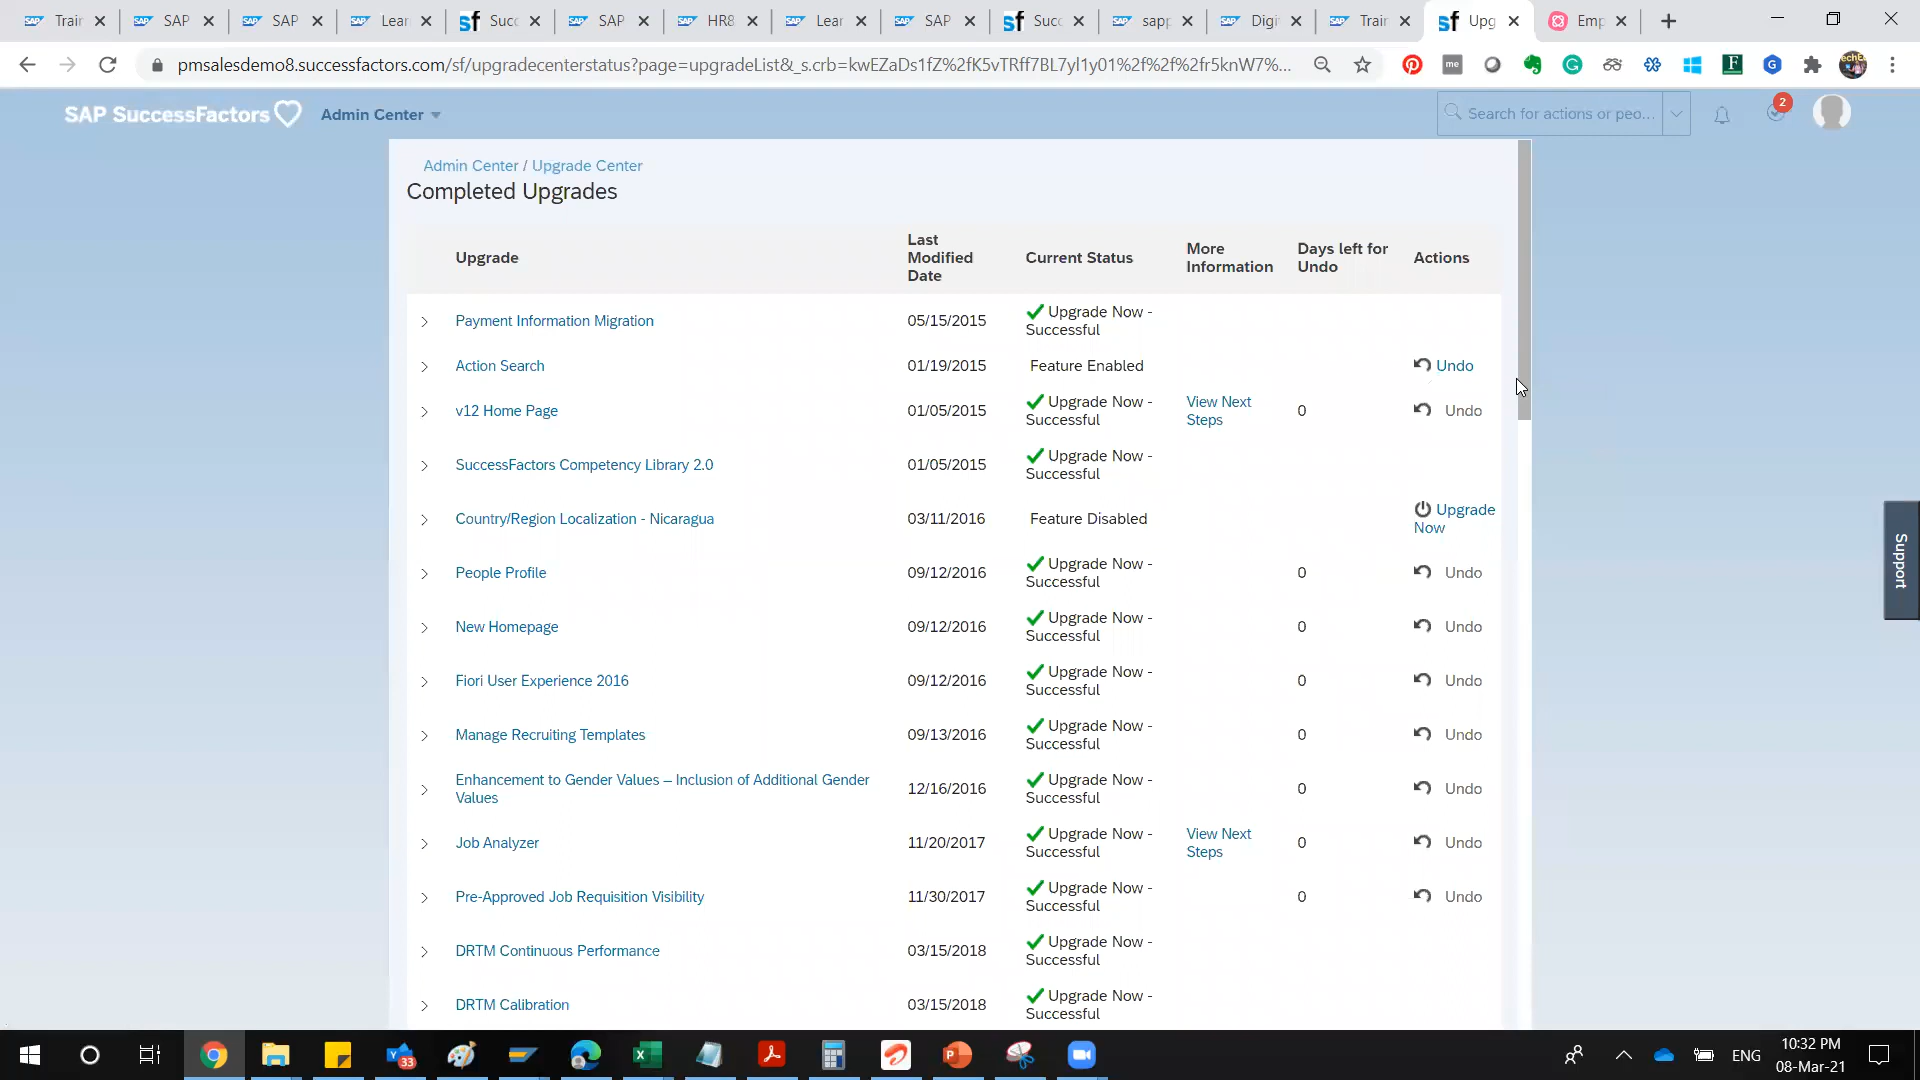 Train
SAP
SAP
Lear
Succ
SAP
HR8
Lear
SAP
Succ
sapp
Digi
Train
Upg
Emp
pmsalesdemo8.successfactors.com/sf/upgradecenterstatus?page=upgradeList&_s.crb=kwEZaDs1fZ%2fK5vTRff7BL7yl1y01%2f%2f%2fr5knW7%...
SAP SuccessFactors
Admin Center
Search for actions or peo...
2
Admin Center / Upgrade Center
Completed Upgrades
Upgrade
Last Modified Date
Current Status
More Information
Days left for Undo
Actions
Payment Information Migration
05/15/2015
Upgrade Now - Successful
Action Search
01/19/2015
Feature Enabled
Undo
v12 Home Page
01/05/2015
Upgrade Now - Successful
View Next Steps
0
Undo
SuccessFactors Competency Library 2.0
01/05/2015
Upgrade Now - Successful
Country/Region Localization - Nicaragua
03/11/2016
Feature Disabled
Upgrade Now
People Profile
09/12/2016
Upgrade Now - Successful
0
Undo
New Homepage
09/12/2016
Upgrade Now - Successful
0
Undo
Fiori User Experience 2016
09/12/2016
Upgrade Now - Successful
0
Undo
Manage Recruiting Templates
09/13/2016
Upgrade Now - Successful
0
Undo
Enhancement to Gender Values – Inclusion of Additional Gender Values
12/16/2016
Upgrade Now - Successful
0
Undo
Job Analyzer
11/20/2017
Upgrade Now - Successful
View Next Steps
0
Undo
Pre-Approved Job Requisition Visibility
11/30/2017
Upgrade Now - Successful
0
Undo
DRTM Continuous Performance
03/15/2018
Upgrade Now - Successful
DRTM Calibration
03/15/2018
Upgrade Now - Successful
Support
33
ENG
10:32 PM
08-Mar-21